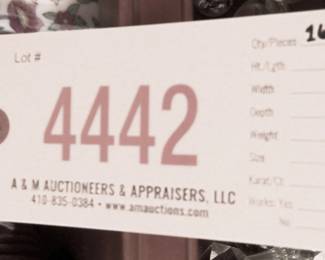 Lot #
4442
A & M AUCTIONEERS & APPRAISERS, LLC
410-835-0384 • www.amauctions.com
Qty/Pieces 16
Ht./Lgth
Width
Depth
Weight
Size
Karat/Ct.
Works: Yes
No